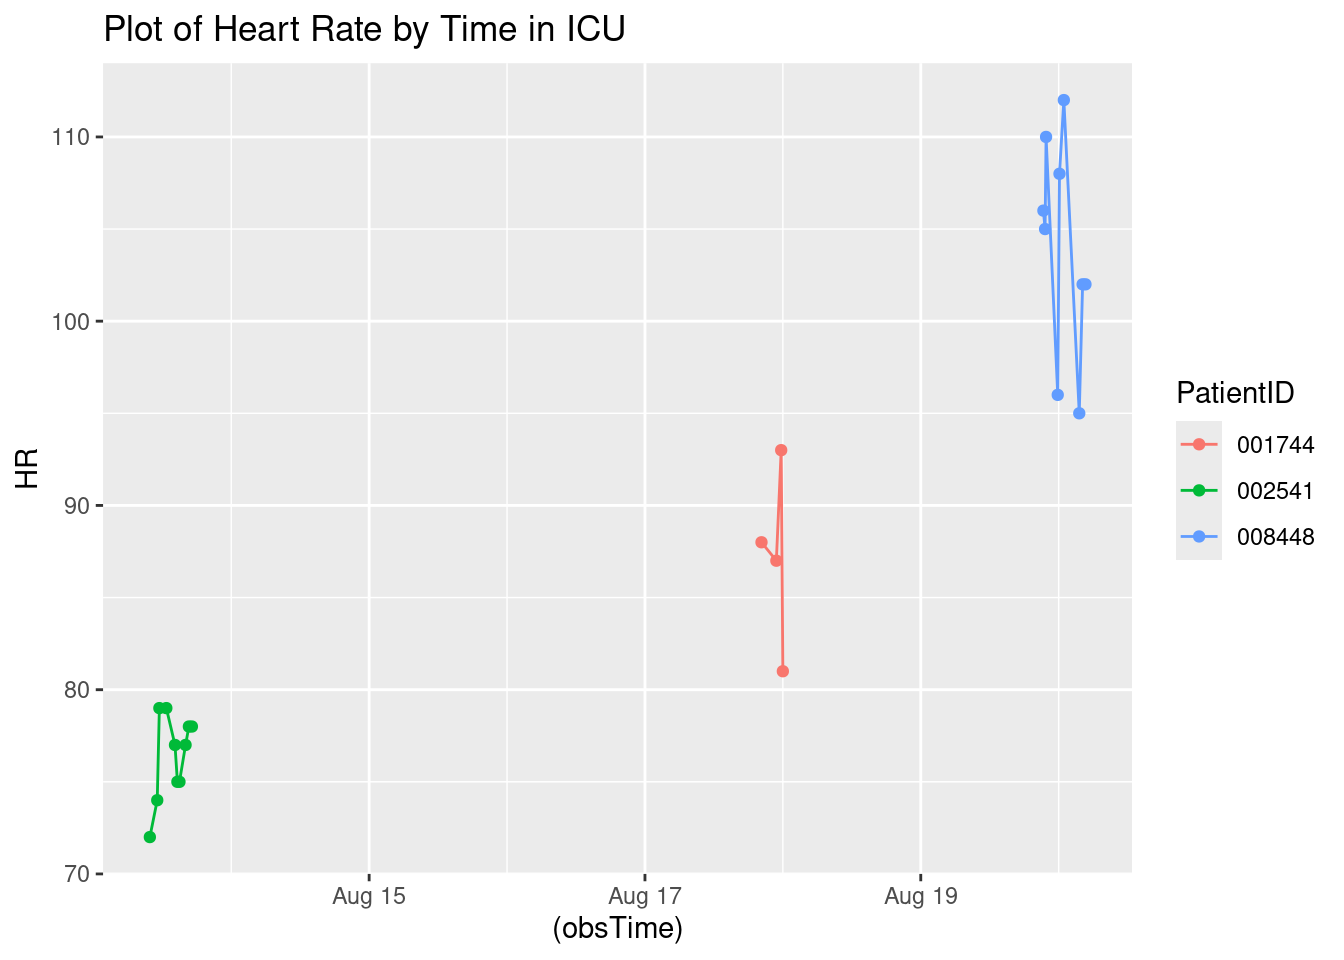 Plot of Heart Rate by Time in ICU
110
100
90
80
70
HR
Aug 15 Aug 17 Aug 19
(obsTime)
PatientID
001744
002541
008448